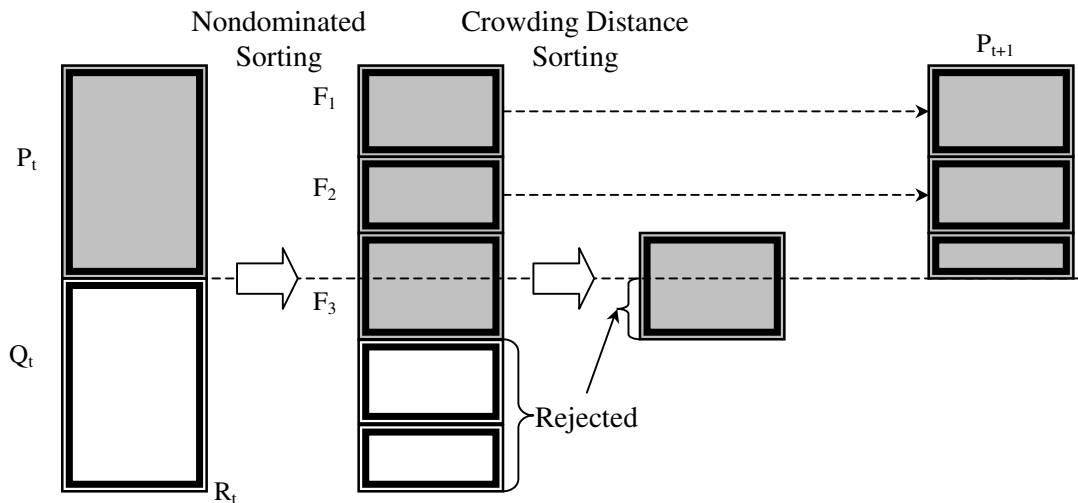 Nondominated
Sorting
Crowding Distance
Sorting
P_{t+1}
F_1
P_t
F_2
F_3
Q_t
Rejected
R_t